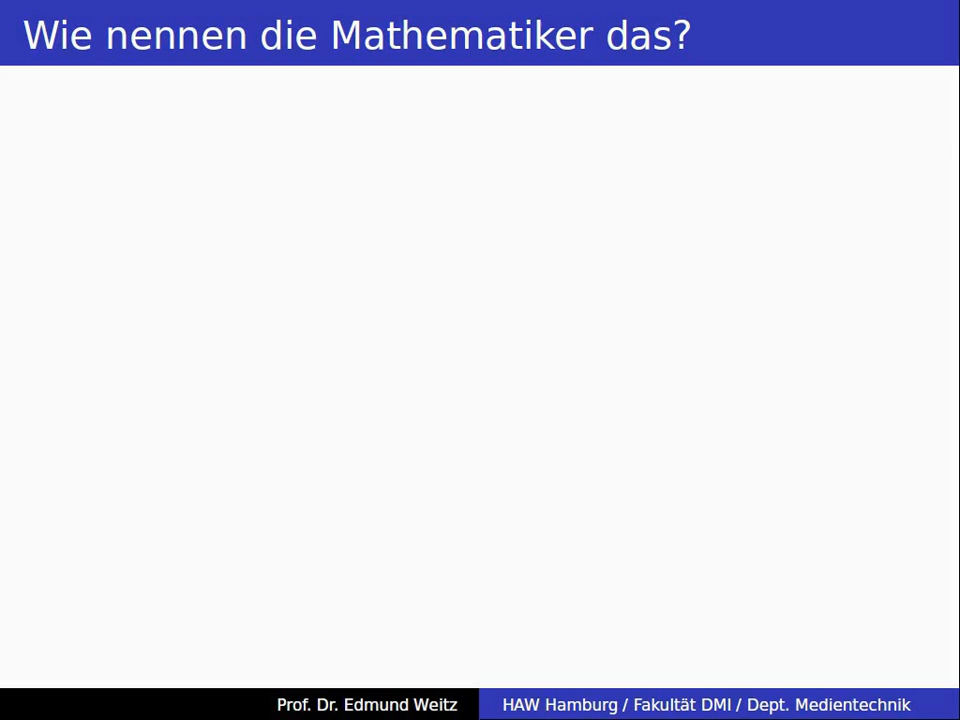 Wie nennen die Mathematiker das?
Prof. Dr. Edmund Weitz
HAW Hamburg / Fakultät DMI / Dept. Medientechnik